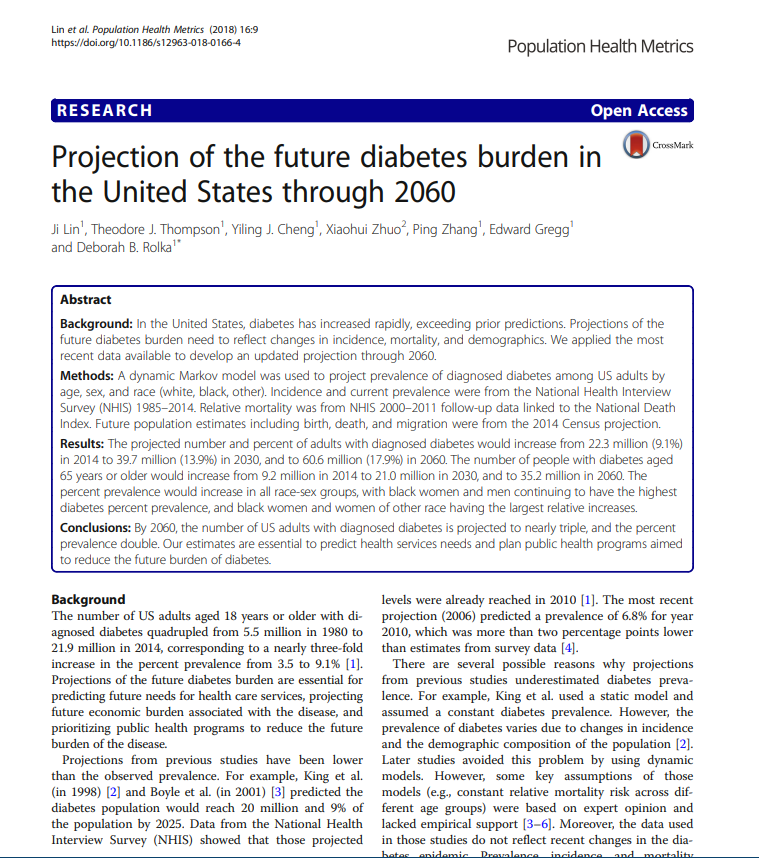 Lin et al. Population Health Metrics (2018) 16:9
https://doi.org/10.1186/s12963-018-0166-4
Population Health Metrics
RESEARCH
Open Access
CrossMark
Projection of the future diabetes burden in
the United States through 2060
Ji Lin1, Theodore J. Thompson1, Yiling J. Cheng1, Xiaohui Zhuo2, Ping Zhang1, Edward Gregg1
and Deborah B. Rolka1*
Abstract
Background: In the United States, diabetes has increased rapidly, exceeding prior predictions. Projections of the
future diabetes burden need to reflect changes in incidence, mortality, and demographics. We applied the most
recent data available to develop an updated projection through 2060.
Methods: A dynamic Markov model was used to project prevalence of diagnosed diabetes among US adults by
age, sex, and race (white, black, other). Incidence and current prevalence were from the National Health Interview
Survey (NHIS) 1985–2014. Relative mortality was from NHIS 2000–2011 follow-up data linked to the National Death
Index. Future population estimates including birth, death, and migration were from the 2014 Census projection.
Results: The projected number and percent of adults with diagnosed diabetes would increase from 22.3 million (9.1%)
in 2014 to 39.7 million (13.9%) in 2030, and to 60.6 million (17.9%) in 2060. The number of people with diabetes aged
65 years or older would increase from 9.2 million in 2014 to 21.0 million in 2030, and to 35.2 million in 2060. The
percent prevalence would increase in all race-sex groups, with black women and men continuing to have the highest
diabetes percent prevalence, and black women and women of other race having the largest relative increases.
Conclusions: By 2060, the number of US adults with diagnosed diabetes is projected to nearly triple, and the percent
prevalence double. Our estimates are essential to predict health services needs and plan public health programs aimed
to reduce the future burden of diabetes.
Background
The number of US adults aged 18 years or older with di-
agnosed diabetes quadrupled from 5.5 million in 1980 to
21.9 million in 2014, corresponding to a nearly three-fold
increase in the percent prevalence from 3.5 to 9.1% [1].
Projections of the future diabetes burden are essential for
predicting future needs for health care services, projecting
future economic burden associated with the disease, and
prioritizing public health programs to reduce the future
burden of the disease.
Projections from previous studies have been lower
than the observed prevalence. For example, King et al.
(in 1998) [2] and Boyle et al. (in 2001) [3] predicted the
diabetes population would reach 20 million and 9% of
the population by 2025. Data from the National Health
Interview Survey (NHIS) showed that those projected
levels were already reached in 2010 [1]. The most recent
projection (2006) predicted a prevalence of 6.8% for year
2010, which was more than two percentage points lower
than estimates from survey data [4].
There are several possible reasons why projections
from previous studies underestimated diabetes preva-
lence. For example, King et al. used a static model and
assumed a constant diabetes prevalence. However, the
prevalence of diabetes varies due to changes in incidence
and the demographic composition of the population [2].
Later studies avoided this problem by using dynamic
models. However, some key assumptions of those
models (e.g., constant relative mortality risk across dif-
ferent age groups) were based on expert opinion and
lacked empirical support [3–6]. Moreover, the data used
in those studies do not reflect recent changes in the dia-
betes epidemic. Prevalence, incidence, and mortality